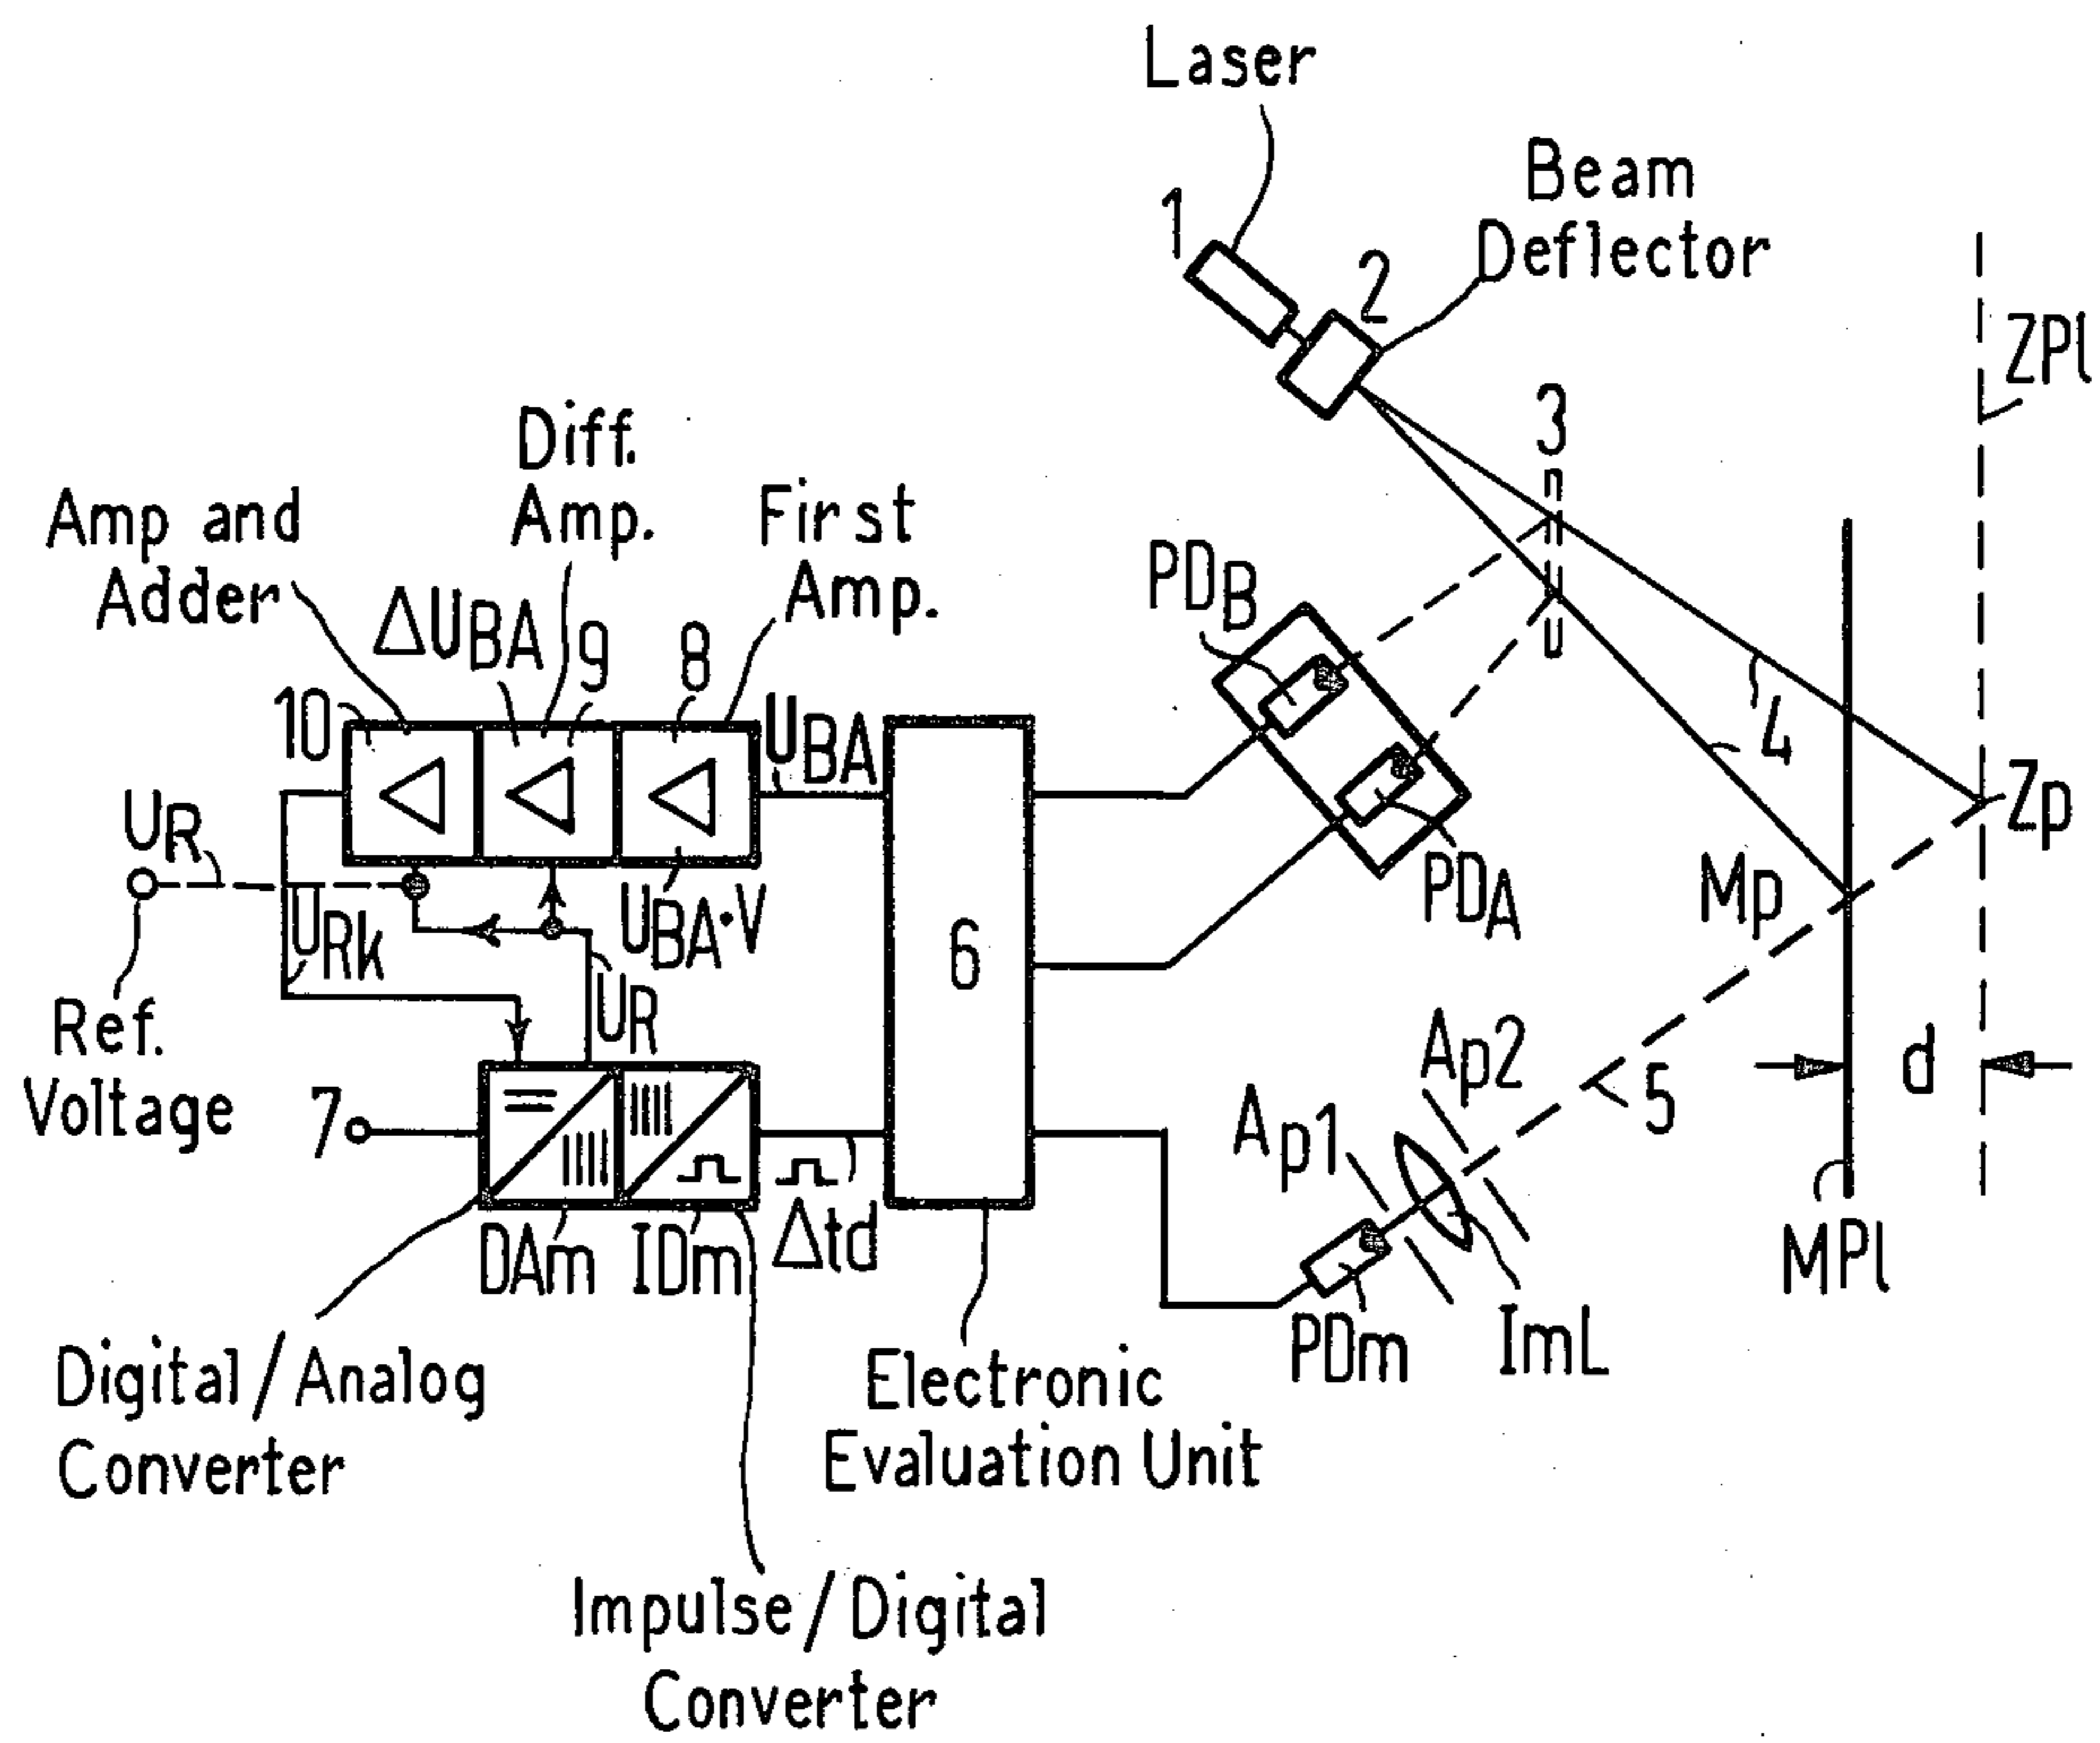 Laser
1
Beam
Deflector
2
ZPl
3
Diff.
Amp.
Amp and
Adder
First
Amp.
PDB
ΔUBA
9
8
10
UBA
4
Zp
UR
Mp
PDA
URk
UBA·V
6
UR
Ref.
Voltage
Ap2
d
5
7
Ap1
DAm
IDm
Δtd
MPl
PDm
ImL
Digital/Analog
Converter
Electronic
Evaluation Unit
Impulse/Digital
Converter